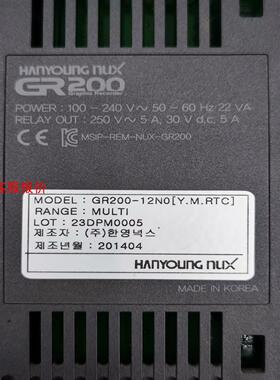 HANYOUNG NUX
GR200
Graphic Recorder
POWER : 100 - 240 V~ 50 - 60 Hz 22 VA
RELAY OUT : 250 V~ 5 A, 30 V d.c, 5 A
MSIP-REM-NUX-GR200
MODEL : GR200-12N0[Y.M.RTC]
RANGE : MULTI
LOT : 23DPM0005
제조자 : (주)한영넉스
제조년월 : 201404
HANYOUNG NUX
MADE IN KOREA